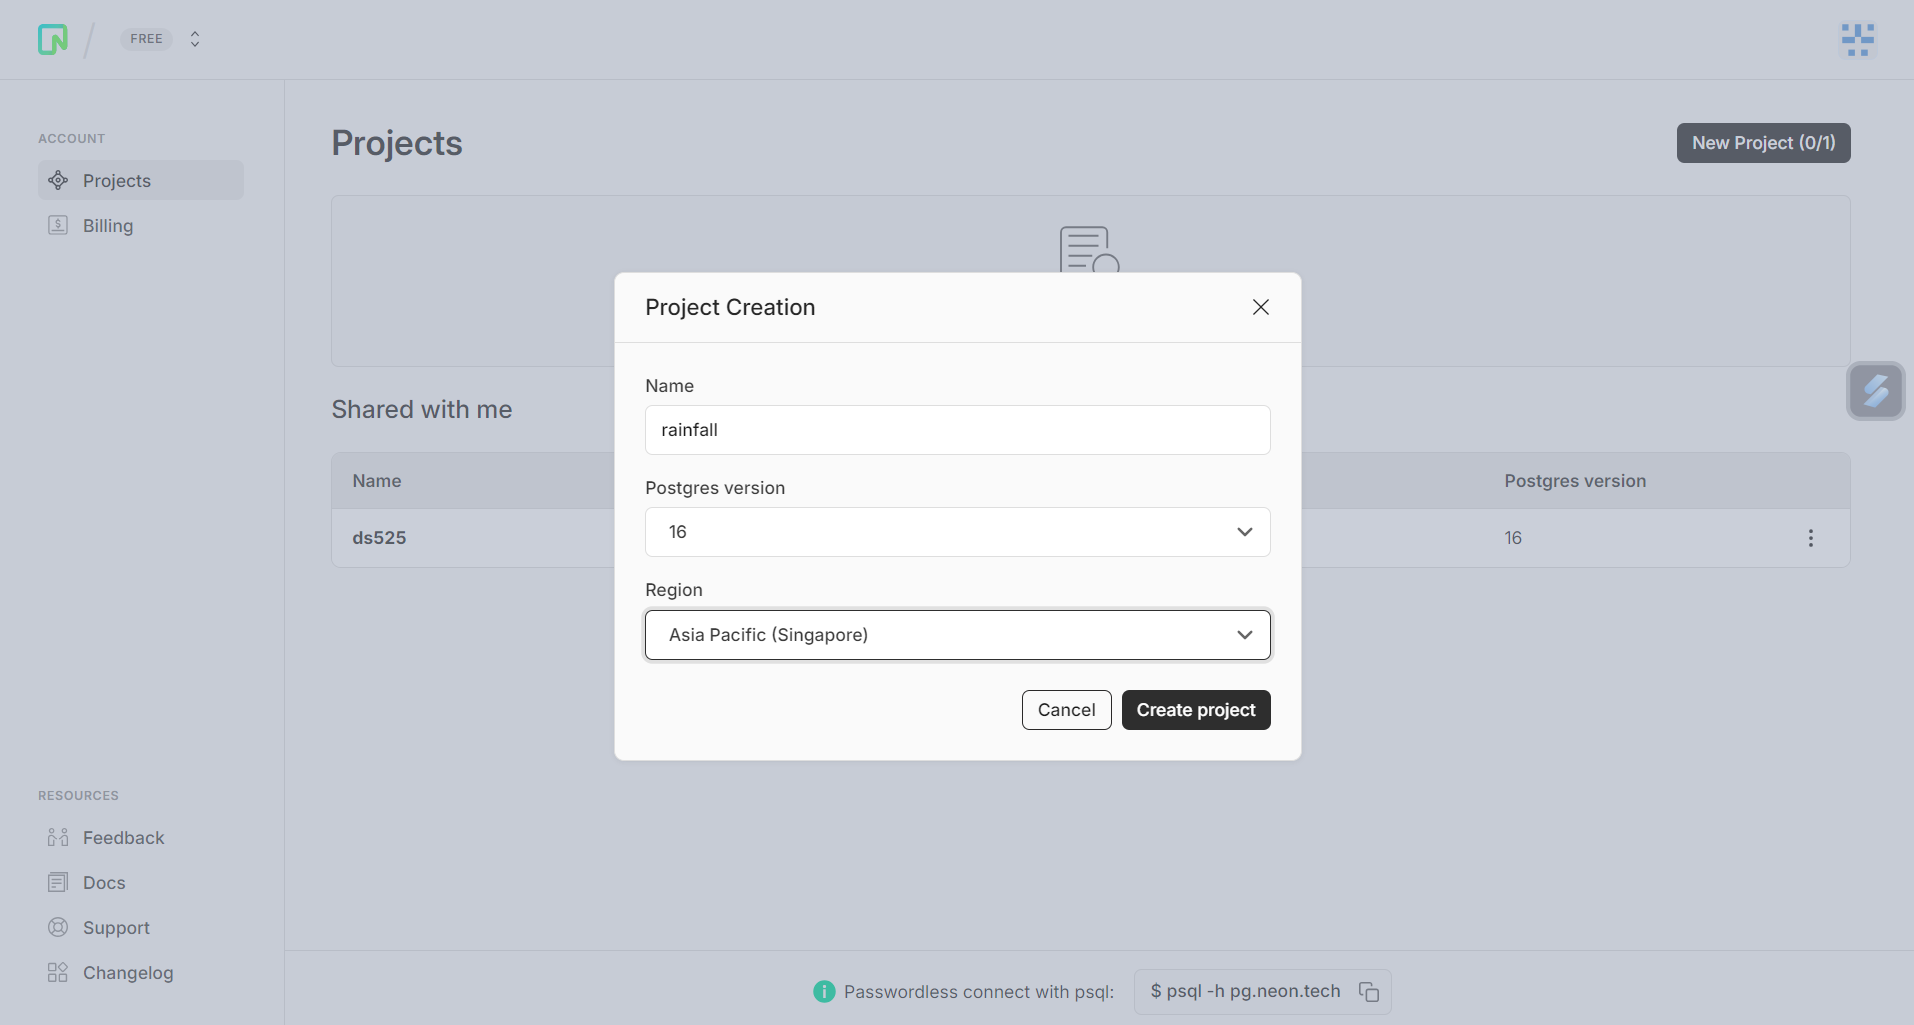 FREE
ACCOUNT
Projects
Billing
RESOURCES
Feedback
Docs
Support
Changelog
Projects
New Project (0/1)
Shared with me
Name
Postgres version
ds525
16
Project Creation
Name
rainfall
Postgres version
16
Region
Asia Pacific (Singapore)
Cancel
Create project
Passwordless connect with psql:
$ psql -h pg.neon.tech